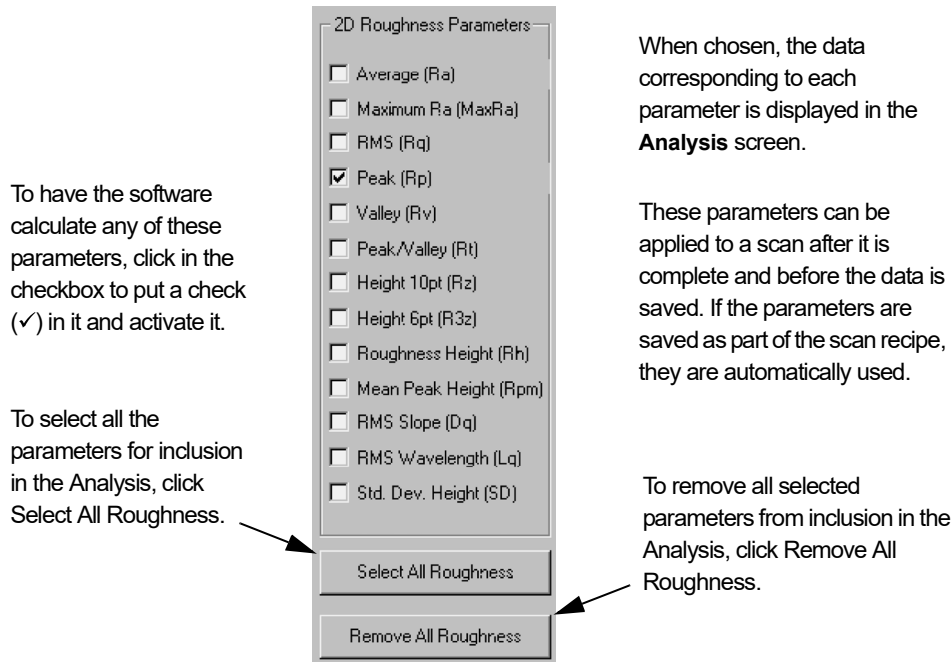 2D Roughness Parameters
Average (Ra)
Maximum Ra (MaxRa)
RMS (Rq)
Peak (Rp)
Valley (Rv)
Peak/Valley (Rt)
Height 10pt (Rz)
Height 6pt (R3z)
Roughness Height (Rh)
Mean Peak Height (Rpm)
RMS Slope (Dq)
RMS Wavelength (Lq)
Std. Dev. Height (SD)
Select All Roughness
Remove All Roughness
To have the software
calculate any of these
parameters, click in the
checkbox to put a check
(✓) in it and activate it.
To select all the
parameters for inclusion
in the Analysis, click
Select All Roughness.
When chosen, the data
corresponding to each
parameter is displayed in the
Analysis screen.
These parameters can be
applied to a scan after it is
complete and before the data is
saved. If the parameters are
saved as part of the scan recipe,
they are automatically used.
To remove all selected
parameters from inclusion in the
Analysis, click Remove All
Roughness.